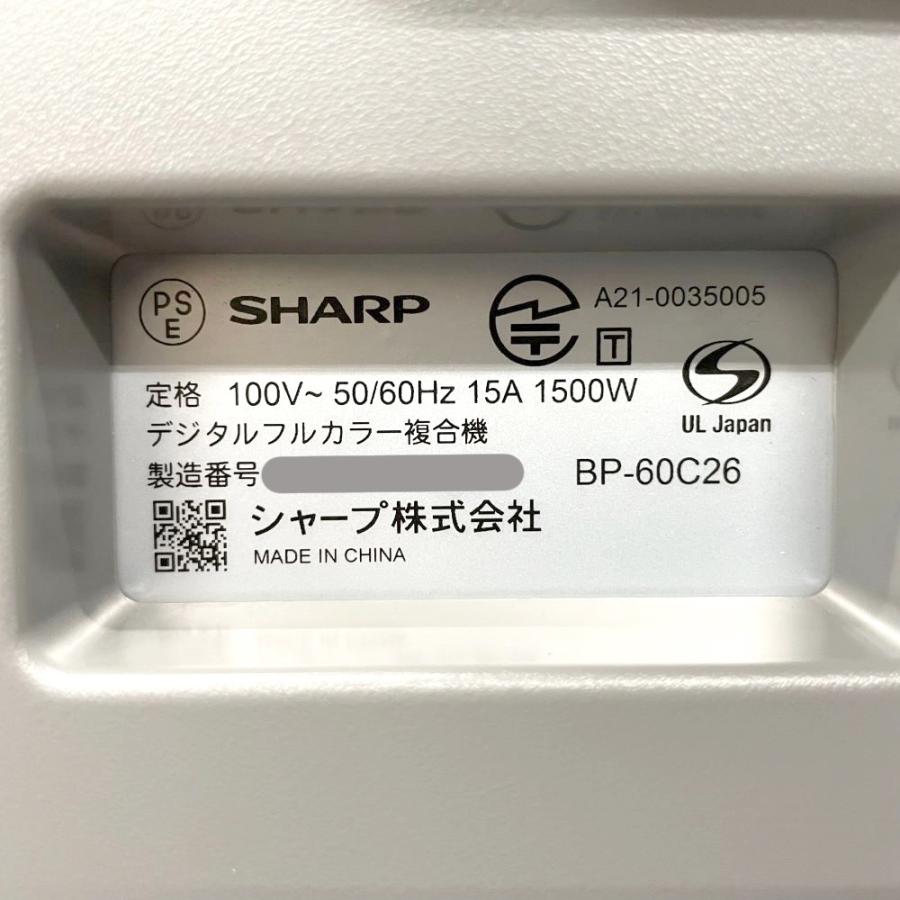 PS
E
SHARP
A21-0035005
T
定格 100V~ 50/60Hz 15A 1500W
S
UL Japan
デジタルフルカラー複合機
製造番号
BP-60C26
シャープ株式会社
MADE IN CHINA